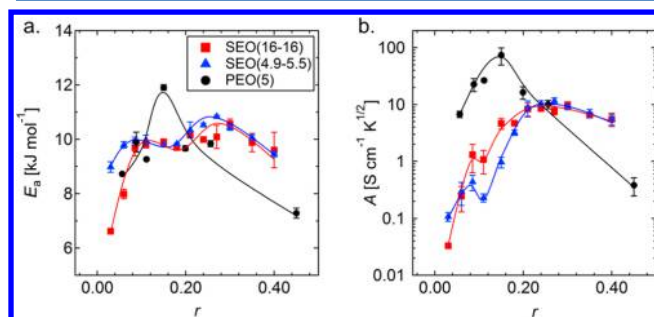 a.
14
12
10
8
6
E_a [kJ mol⁻¹]
0.00
0.20
0.40
r
SEO(16-16)
SEO(4.9-5.5)
PEO(5)
b.
100
10
1
0.1
0.01
A [S cm⁻¹ K^1/2]
0.00
0.20
0.40
r